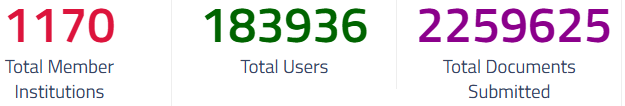 1170
Total Member
Institutions
183936
Total Users
2259625
Total Documents
Submitted